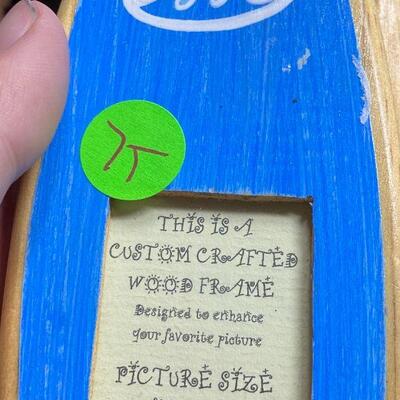 THIS IS A
CUSTOM CRAFTED
WOOD FRAME
Designed to enhance
your favorite picture
PICTURE SIZE